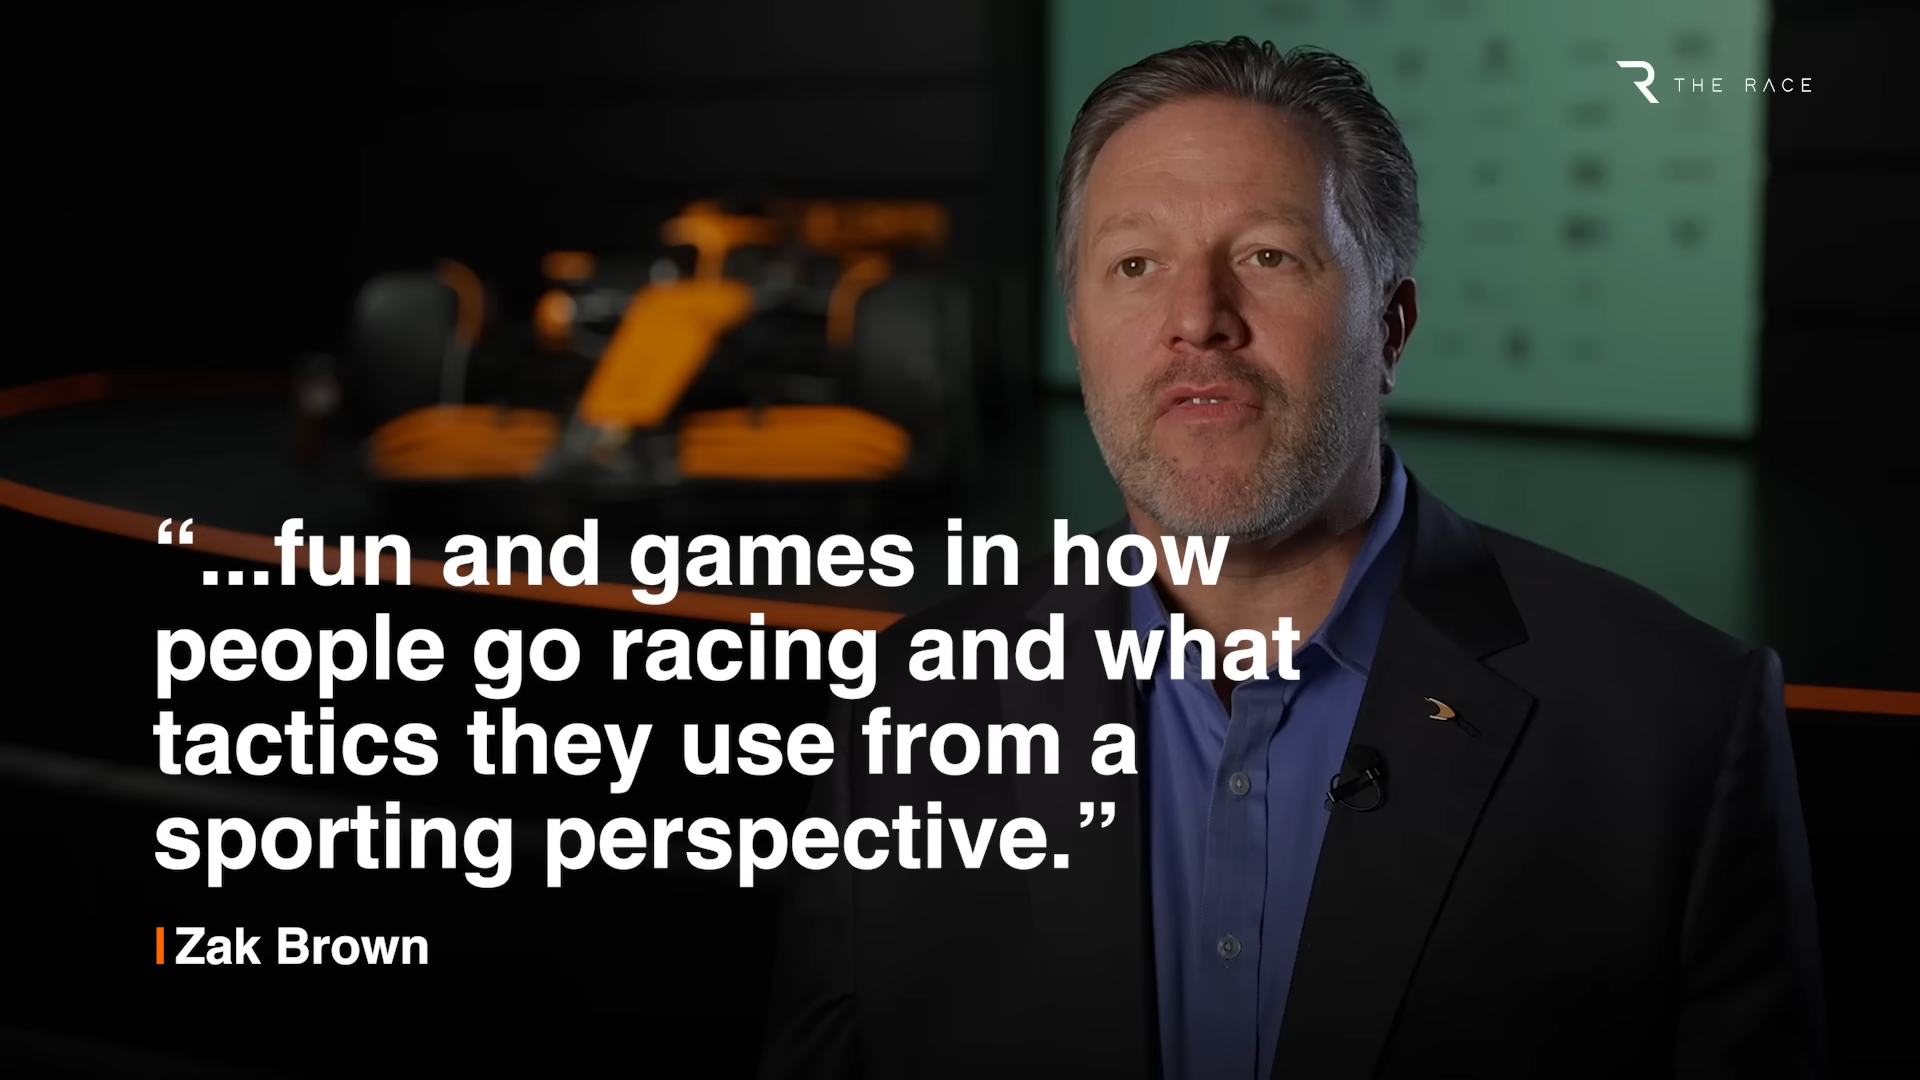 THE RACE
“...fun and games in how
people go racing and what
tactics they use from a
sporting perspective.”
Zak Brown